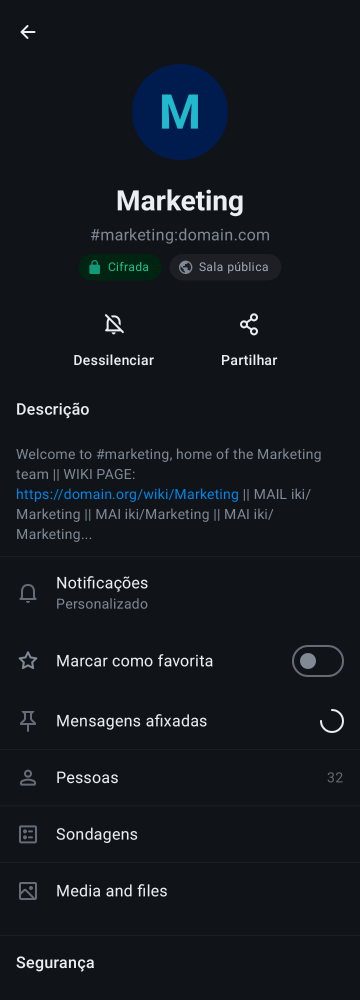 M
Marketing
#marketing:domain.com
Cifrada
Sala pública
Dessilenciar
Partilhar
Descrição
Welcome to #marketing, home of the Marketing
team || WIKI PAGE:
https://domain.org/wiki/Marketing || MAIL iki/
Marketing || MAI iki/Marketing || MAI iki/
Marketing...
Notificações
Personalizado
Marcar como favorita
Mensagens afixadas
Pessoas 32
Sondagens
Media and files
Segurança